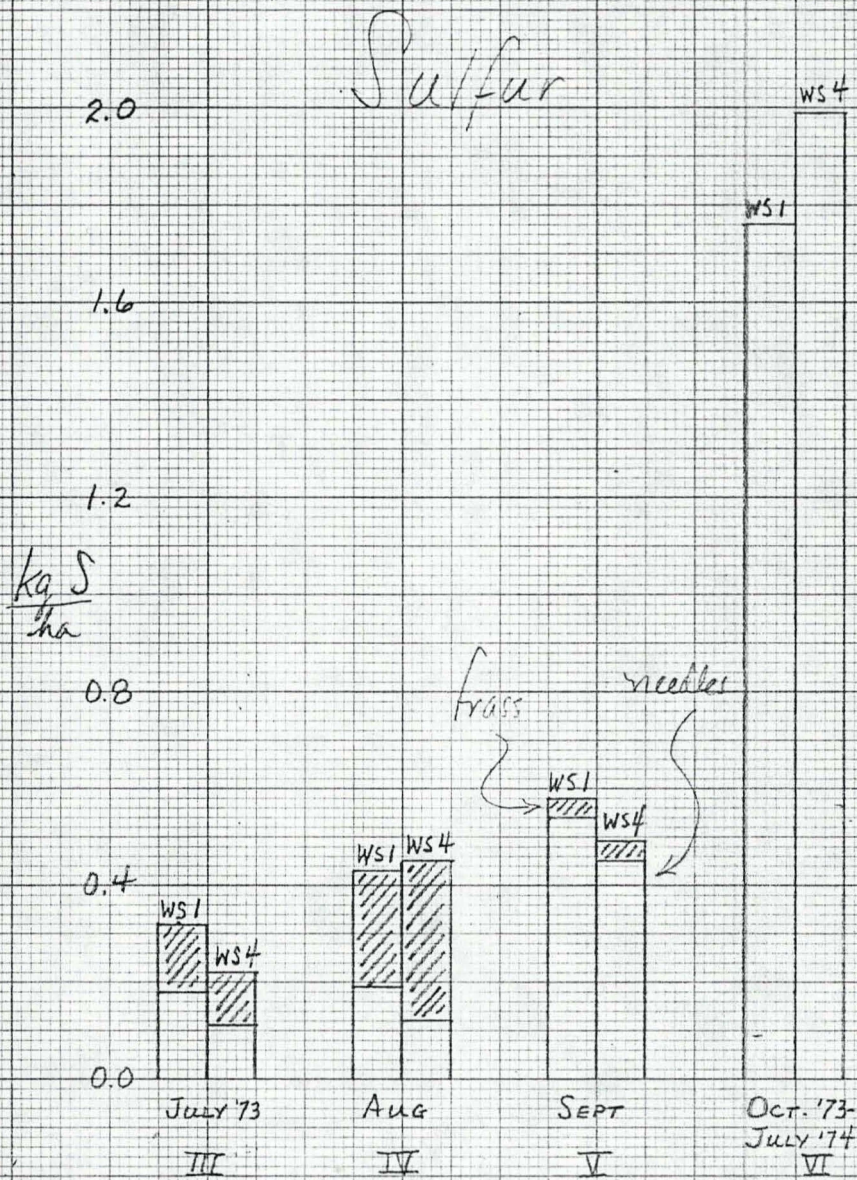 Sulfur
2.0
1.6
1.2
kg S
ha
0.8
0.4
0.0
WS1
WS4
WS1
WS4
frass
needles
WS1
WS4
WS1
WS4
JULY '73
AUG
SEPT
OCT. '73-
JULY '74
III
IV
V
VI